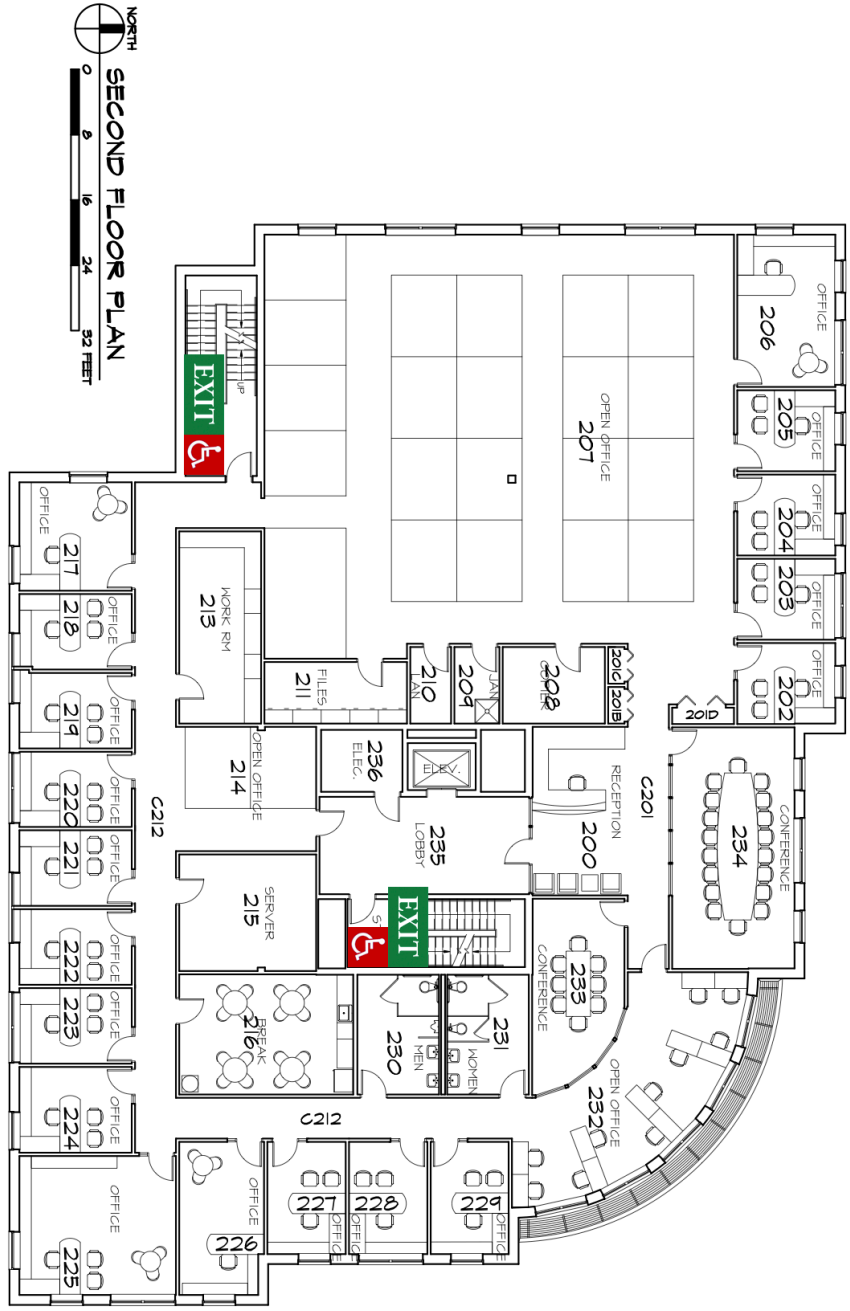 NORTH
SECOND FLOOR PLAN
0 8 16 24 32 FEET
OFFICE
206
OFFICE
205
OFFICE
204
OFFICE
203
OFFICE
202
OPEN OFFICE
207
UP
EXIT
OFFICE
217
OFFICE
218
OFFICE
219
OFFICE
220
OFFICE
221
OFFICE
222
OFFICE
223
OFFICE
224
OFFICE
225
WORK RM
213
FILES
211
LAN
210
JAN
209
COPIER
208
201C
201B
201D
OPEN OFFICE
214
ELEC.
236
ELEV.
LOBBY
235
RECEPTION
200
C201
CONFERENCE
234
C212
SERVER
215
EXIT
CONFERENCE
233
BREAK
216
MEN
230
WOMEN
231
OPEN OFFICE
232
C212
OFFICE
226
OFFICE
227
OFFICE
228
OFFICE
229